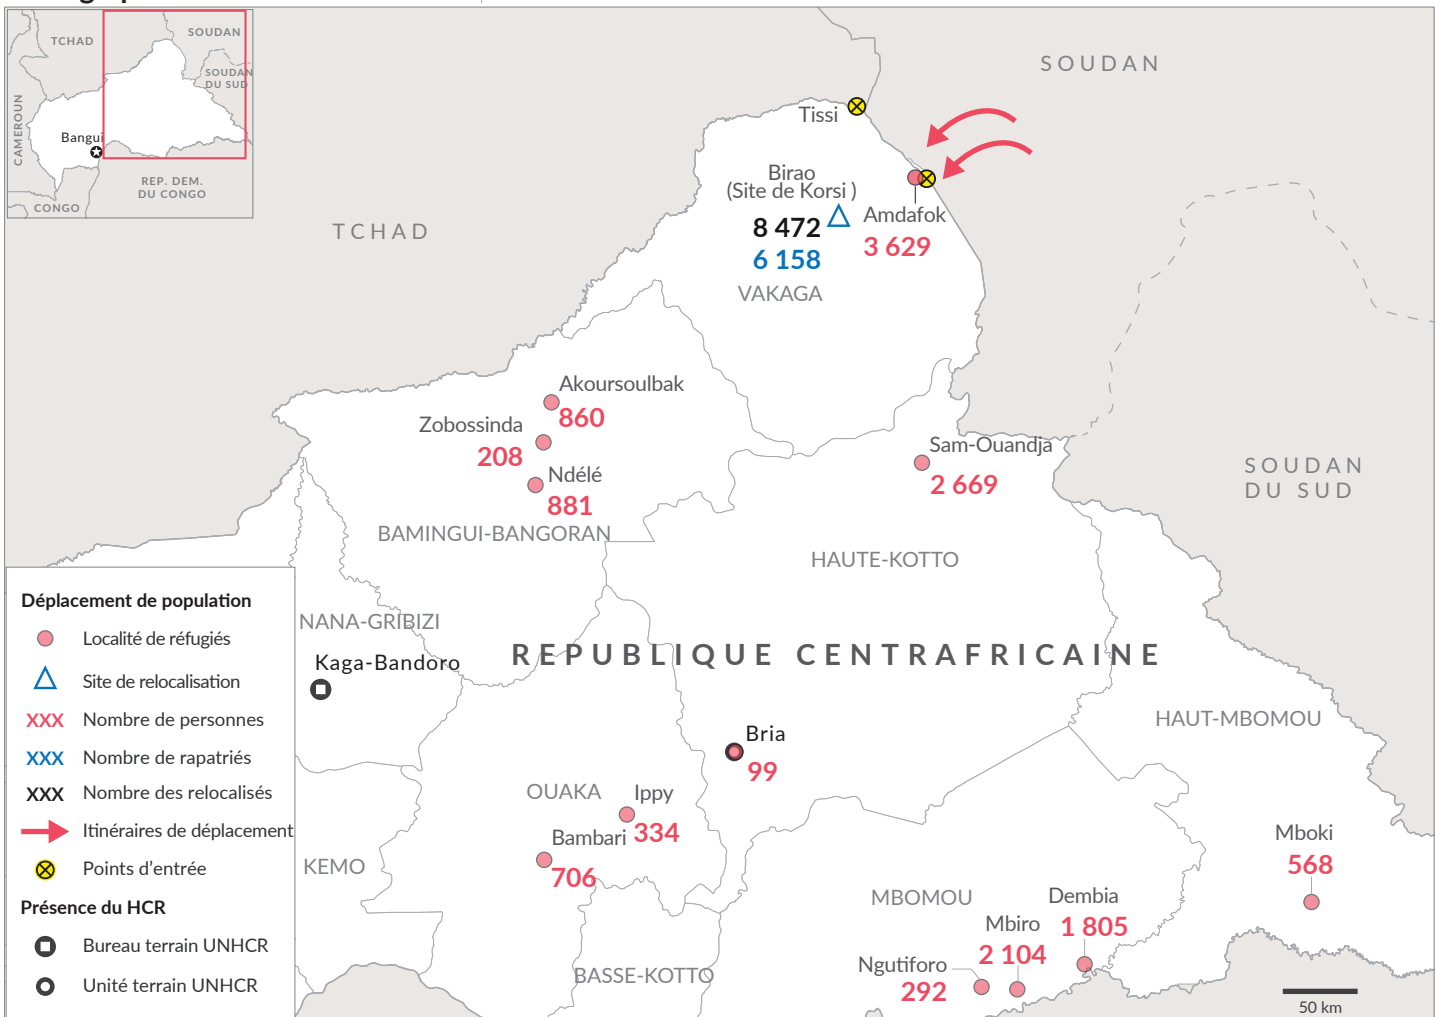 TCHAD
SOUDAN
SOUDAN
DU SUD
CAMEROUN
Bangui
REP. DEM.
DU CONGO
CONGO
SOUDAN
Tissi
Birao
(Site de Korsi )
8 472
6 158
Amdafok
3 629
VAKAGA
TCHAD
Akoursoulbak
860
Zobossinda
208
Ndélé
881
BAMINGUI-BANGORAN
Sam-Ouandja
2 669
SOUDAN
DU SUD
HAUTE-KOTTO
NANA-GRIBIZI
Kaga-Bandoro
REPUBLIQUE CENTRAFRICAINE
HAUT-MBOMOU
Bria
99
OUAKA
Ippy
334
Bambari
706
KEMO
Mboki
568
MBOMOU
Dembia
1 805
Mbiro
2 104
Ngutiforo
292
BASSE-KOTTO
50 km
Déplacement de population
Localité de réfugiés
Site de relocalisation
XXX Nombre de personnes
XXX Nombre de rapatriés
XXX Nombre des relocalisés
Itinéraires de déplacement
Points d'entrée
Présence du HCR
Bureau terrain UNHCR
Unité terrain UNHCR